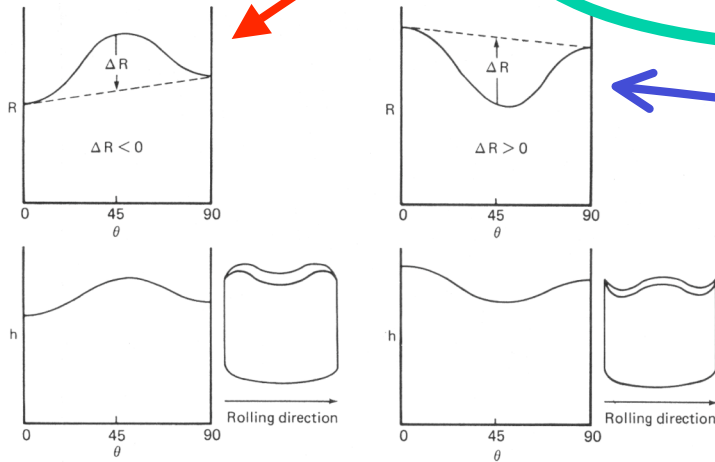 ΔR
R
ΔR < 0
0 45 90
θ
ΔR
R
ΔR > 0
0 45 90
θ
h
0 45 90
θ
Rolling direction
h
0 45 90
θ
Rolling direction